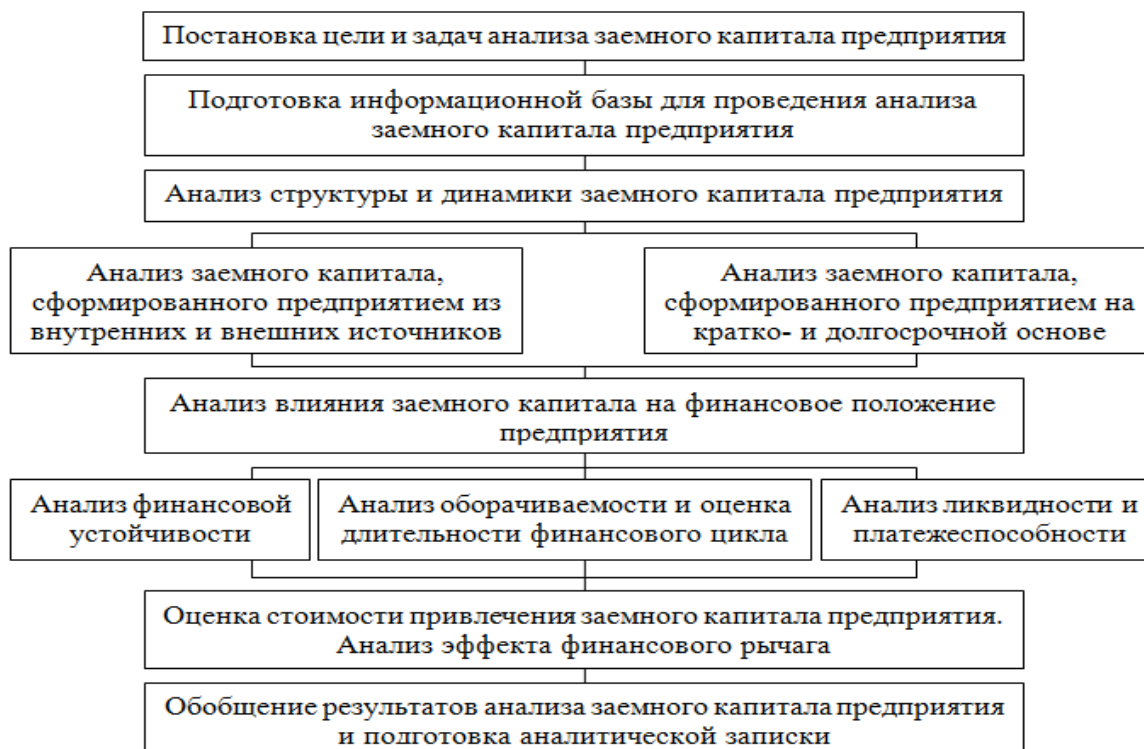 Постановка цели и задач анализа заемного капитала предприятия
Подготовка информационной базы для проведения анализа
заемного капитала предприятия
Анализ структуры и динамики заемного капитала предприятия
Анализ заемного капитала,
сформированного предприятием из
внутренних и внешних источников
Анализ заемного капитала,
сформированного предприятием на
кратко- и долгосрочной основе
Анализ влияния заемного капитала на финансовое положение
предприятия
Анализ финансовой
устойчивости
Анализ оборачиваемости и оценка
длительности финансового цикла
Анализ ликвидности и
платежеспособности
Оценка стоимости привлечения заемного капитала предприятия.
Анализ эффекта финансового рычага
Обобщение результатов анализа заемного капитала предприятия
и подготовка аналитической записки